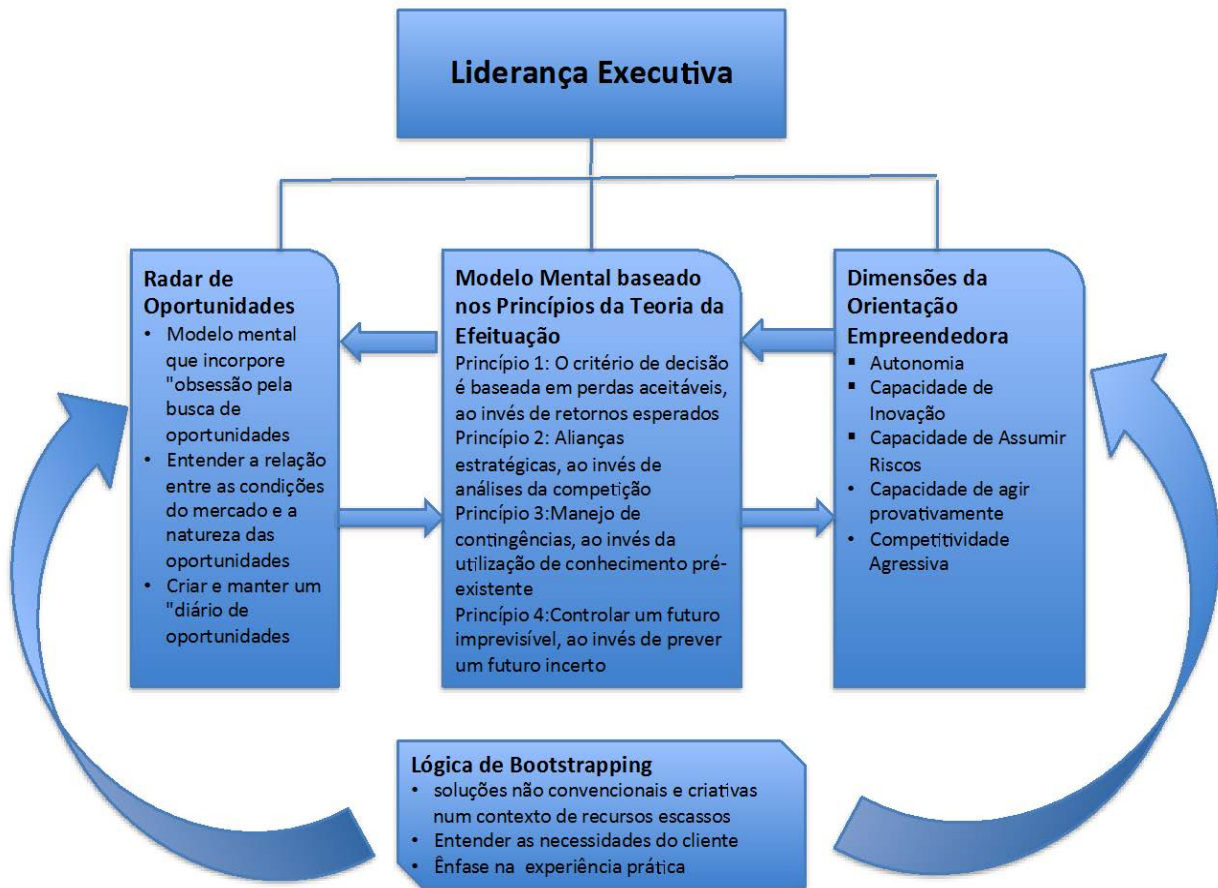 Liderança Executiva
Radar de
Oportunidades
• Modelo mental
que incorpore
"obsessão pela
busca de
oportunidades
• Entender a relação
entre as condições
do mercado e a
natureza das
oportunidades
• Criar e manter um
"diário de
oportunidades
Modelo Mental baseado
nos Princípios da Teoria da
Efeituação
Princípio 1: O critério de decisão
é baseada em perdas aceitáveis,
ao invés de retornos esperados
Princípio 2: Alianças
estratégicas, ao invés de
análises da competição
Princípio 3:Manejo de
contingências, ao invés da
utilização de conhecimento pré-
existente
Princípio 4:Controlar um futuro
imprevisível, ao invés de prever
um futuro incerto
Dimensões da
Orientação
Empreendedora
▪ Autonomia
▪ Capacidade de
Inovação
▪ Capacidade de Assumir
Riscos
• Capacidade de agir
provativamente
• Competitividade
Agressiva
Lógica de Bootstrapping
• soluções não convencionais e criativas
num contexto de recursos escassos
• Entender as necessidades do cliente
• Ênfase na experiência prática